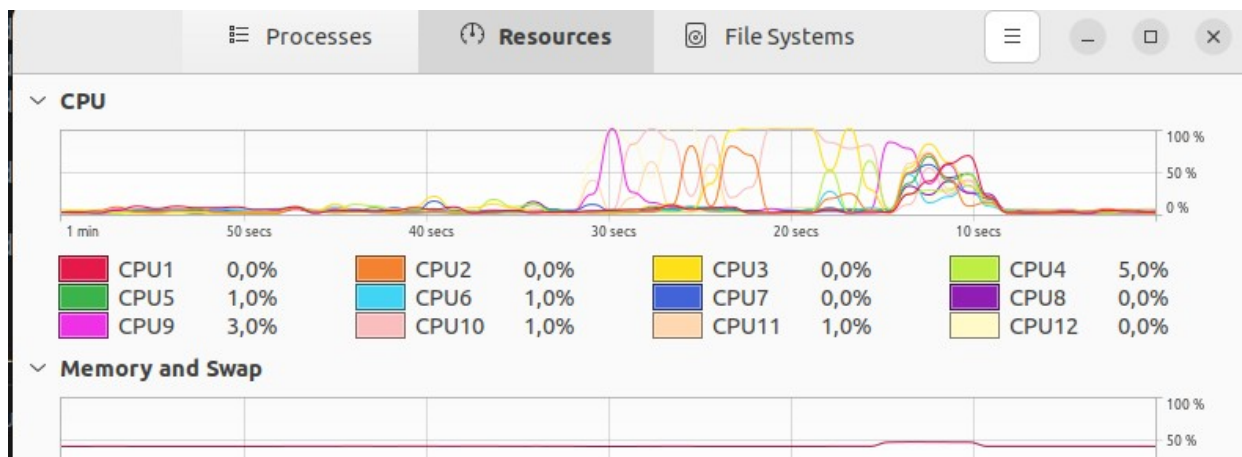 Processes Resources File Systems
CPU
100 %
50 %
0 %
1 min 50 secs 40 secs 30 secs 20 secs 10 secs
CPU1 0,0% CPU2 0,0% CPU3 0,0% CPU4 5,0%
CPU5 1,0% CPU6 1,0% CPU7 0,0% CPU8 0,0%
CPU9 3,0% CPU10 1,0% CPU11 1,0% CPU12 0,0%
Memory and Swap
100 %
50 %